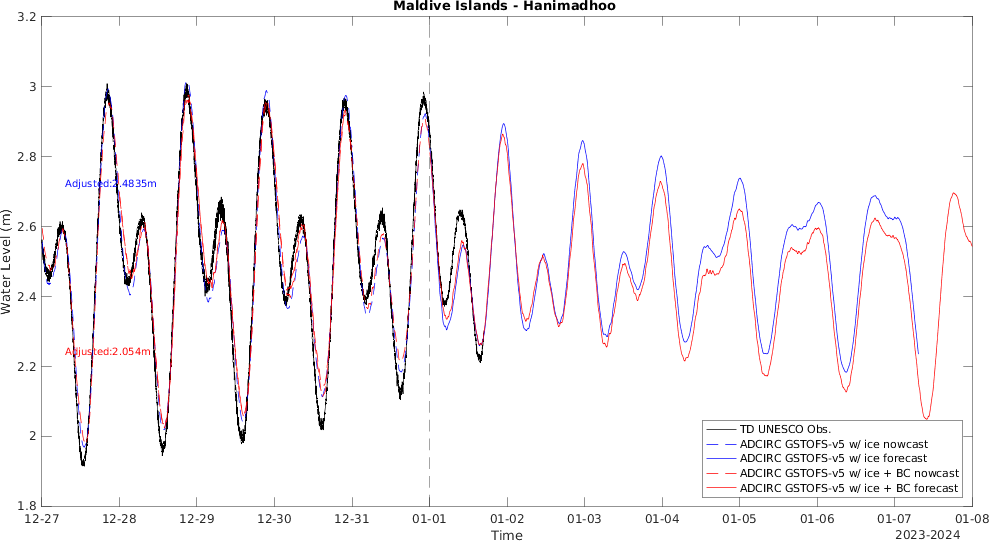 Maldive Islands - Hanimadhoo
3.2
3
2.8
2.6
2.4
2.2
2
1.8
Water Level (m)
Adjusted:2.4835m
Adjusted:2.054m
TD UNESCO Obs.
ADCIRC GSTOFS-v5 w/ ice nowcast
ADCIRC GSTOFS-v5 w/ ice forecast
ADCIRC GSTOFS-v5 w/ ice + BC nowcast
ADCIRC GSTOFS-v5 w/ ice + BC forecast
12-27 12-28 12-29 12-30 12-31 01-01 01-02 01-03 01-04 01-05 01-06 01-07 01-08
Time
2023-2024